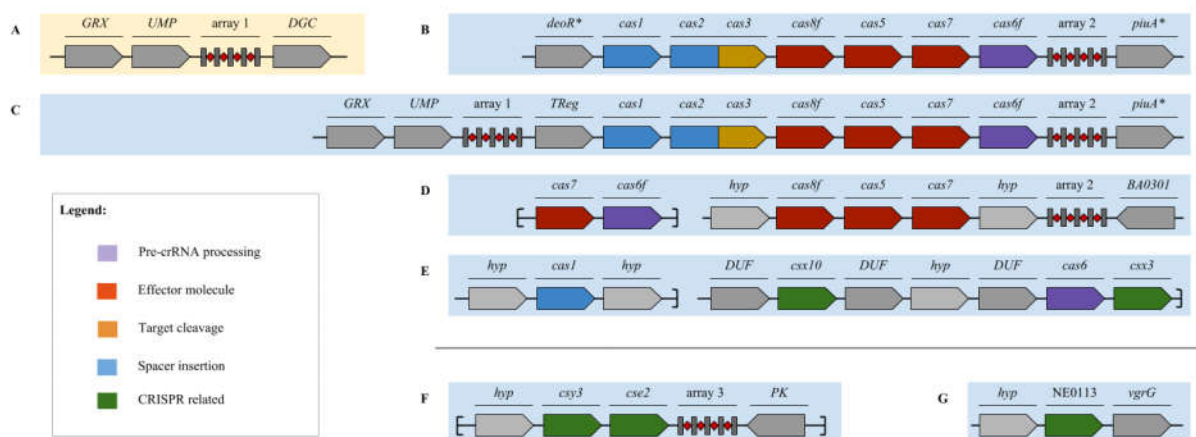 A GRX UMP array 1 DGC
B deoR* cas1 cas2 cas3 cas8f cas5 cas7 cas6f array 2 piuA*
C GRX UMP array 1 TReg cas1 cas2 cas3 cas8f cas5 cas7 cas6f array 2 piuA*
D cas7 cas6f hyp cas8f cas5 cas7 hyp array 2 BA0301
E hyp cas1 hyp DUF csx10 DUF hyp DUF cas6 csx3
Legend:
Pre-crRNA processing
Effector molecule
Target cleavage
Spacer insertion
CRISPR related
F hyp csy3 cse2 array 3 PK
G hyp NE0113 vgrG